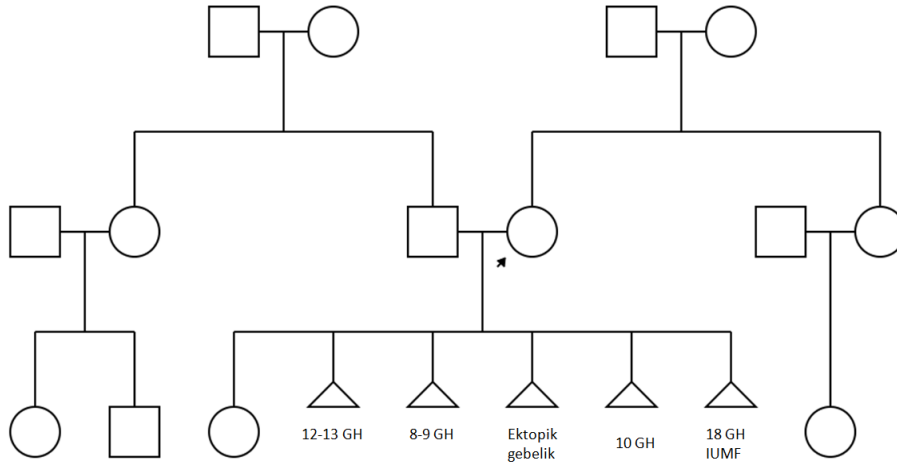 12-13 GH
8-9 GH
Ektopik
gebelik
10 GH
18 GH
IUMF